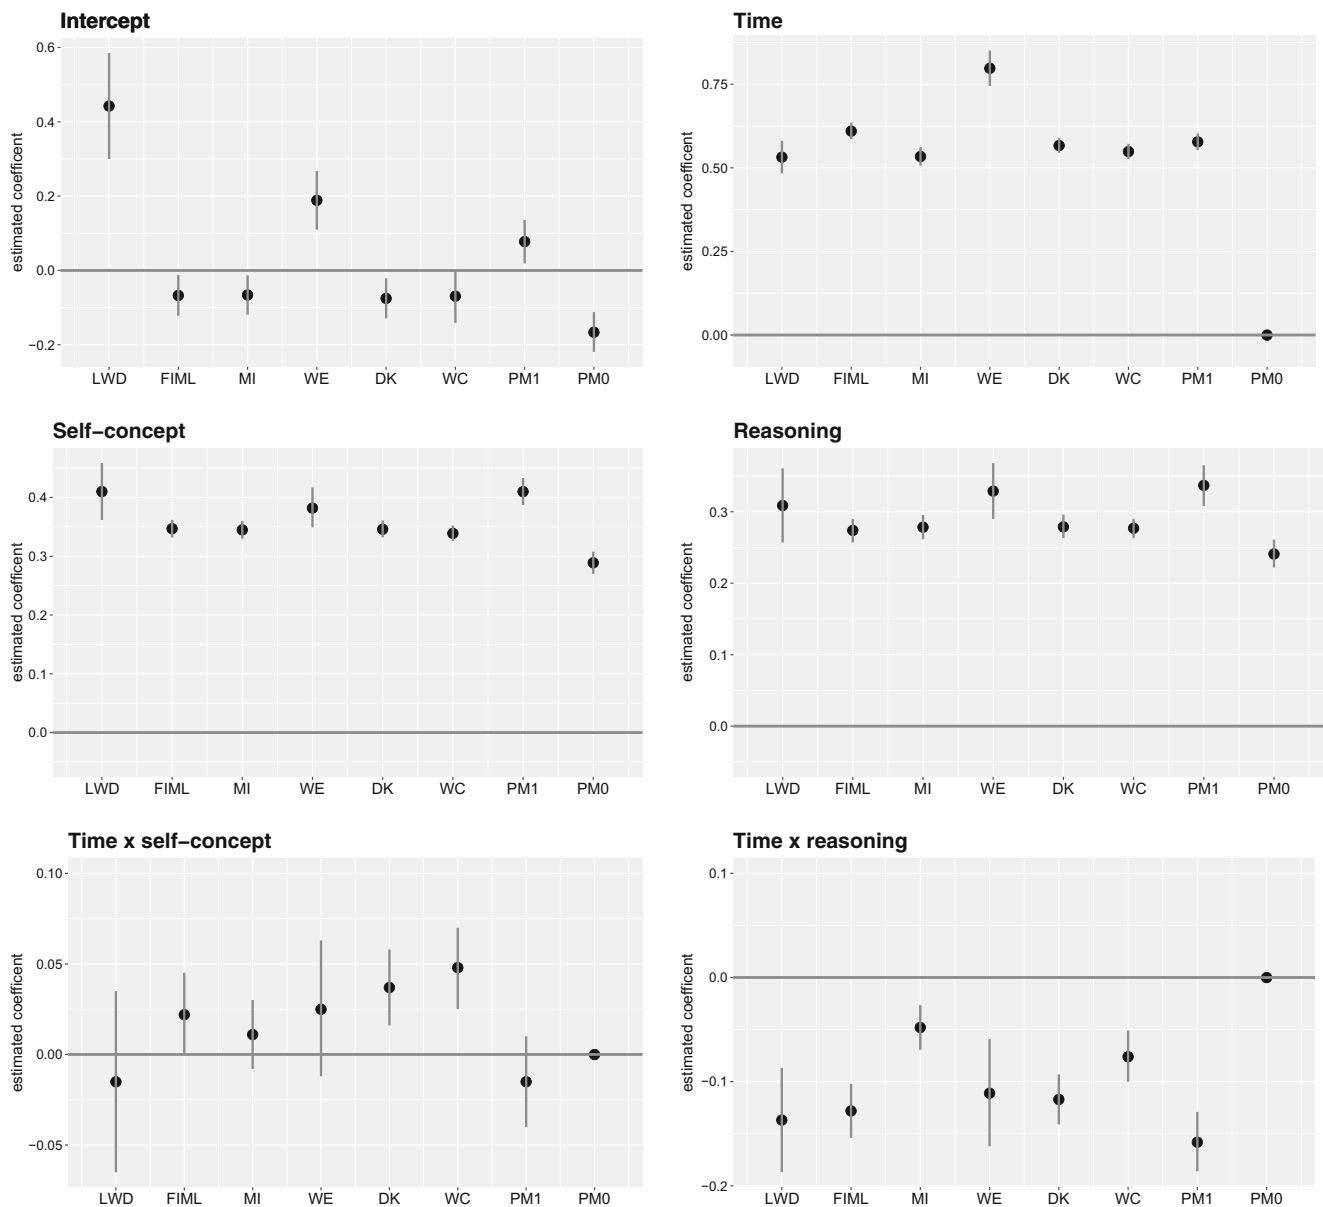 Intercept
estimated coefficent
0.6
0.4
0.2
0.0
−0.2
LWD FIML MI WE DK WC PM1 PM0
Time
estimated coefficent
0.75
0.50
0.25
0.00
LWD FIML MI WE DK WC PM1 PM0
Self−concept
estimated coefficent
0.4
0.3
0.2
0.1
0.0
LWD FIML MI WE DK WC PM1 PM0
Reasoning
estimated coefficent
0.3
0.2
0.1
0.0
LWD FIML MI WE DK WC PM1 PM0
Time x self−concept
estimated coefficent
0.10
0.05
0.00
−0.05
LWD FIML MI WE DK WC PM1 PM0
Time x reasoning
estimated coefficent
0.1
0.0
−0.1
−0.2
LWD FIML MI WE DK WC PM1 PM0